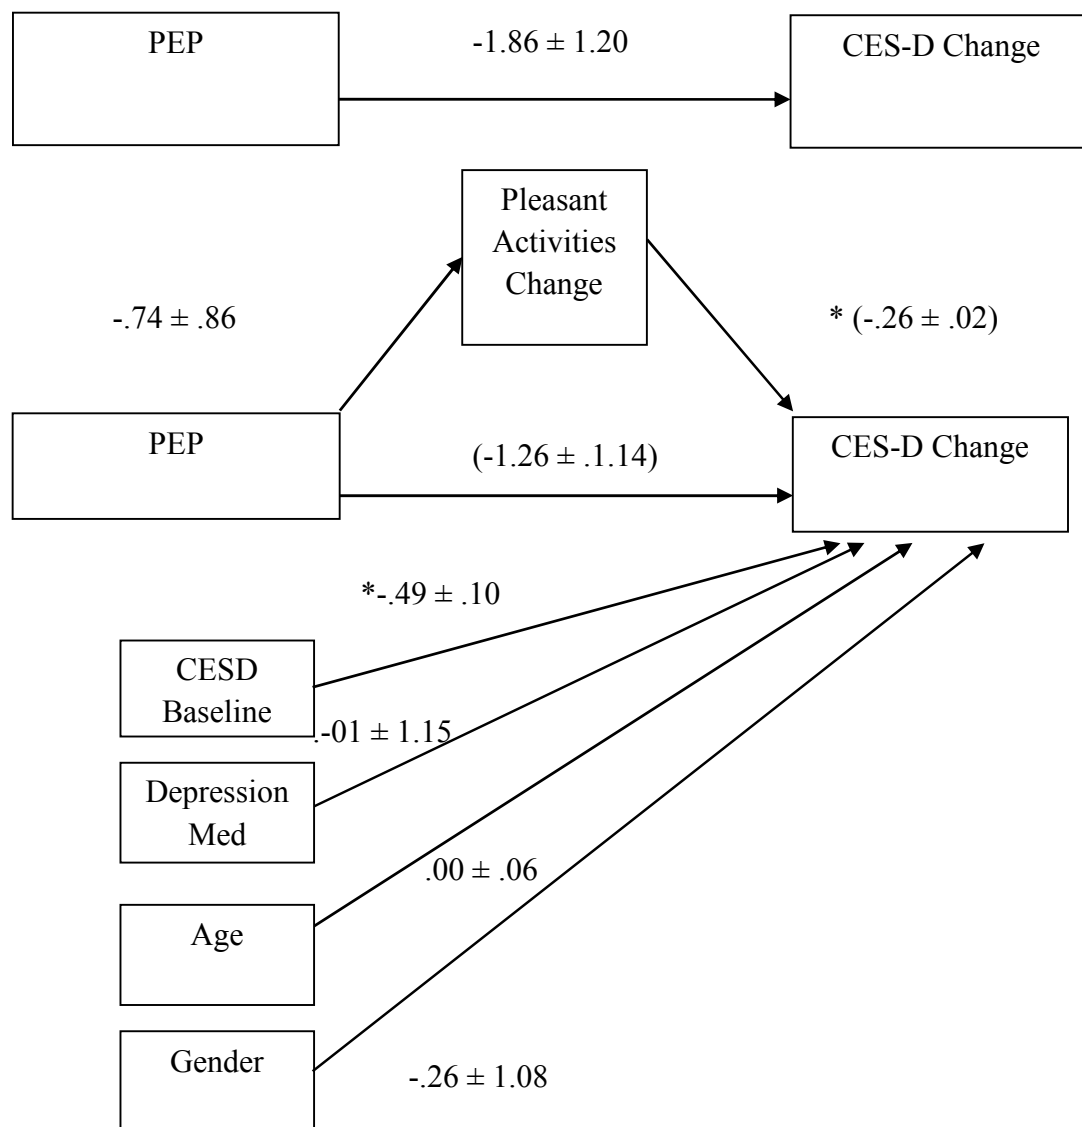 PEP
-1.86 ± 1.20
CES-D Change
Pleasant
Activities
Change
-.74 ± .86
* (-.26 ± .02)
PEP
(-1.26 ± .1.14)
CES-D Change
*-.49 ± .10
CESD
Baseline
.-01 ± 1.15
Depression
Med
.00 ± .06
Age
Gender
-.26 ± 1.08